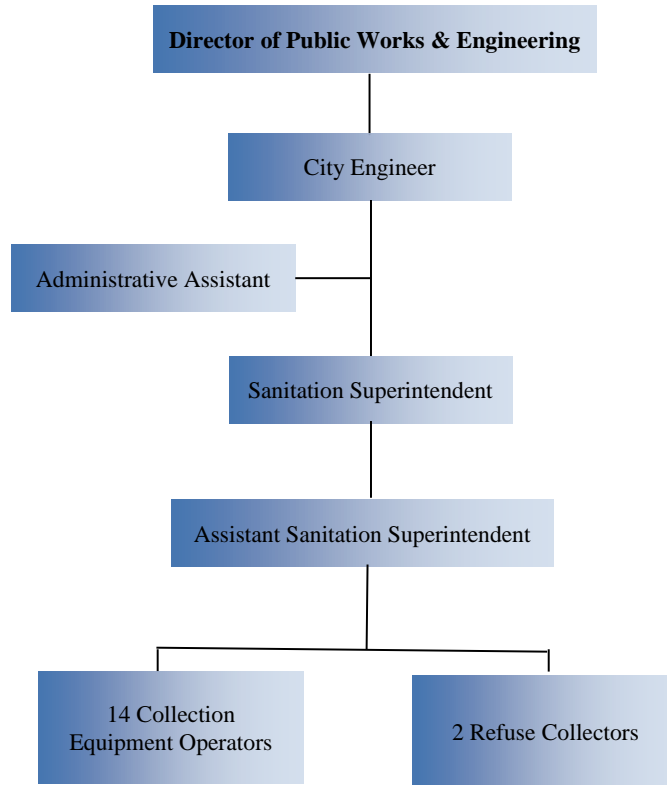 Director of Public Works & Engineering
City Engineer
Administrative Assistant
Sanitation Superintendent
Assistant Sanitation Superintendent
14 Collection
Equipment Operators
2 Refuse Collectors